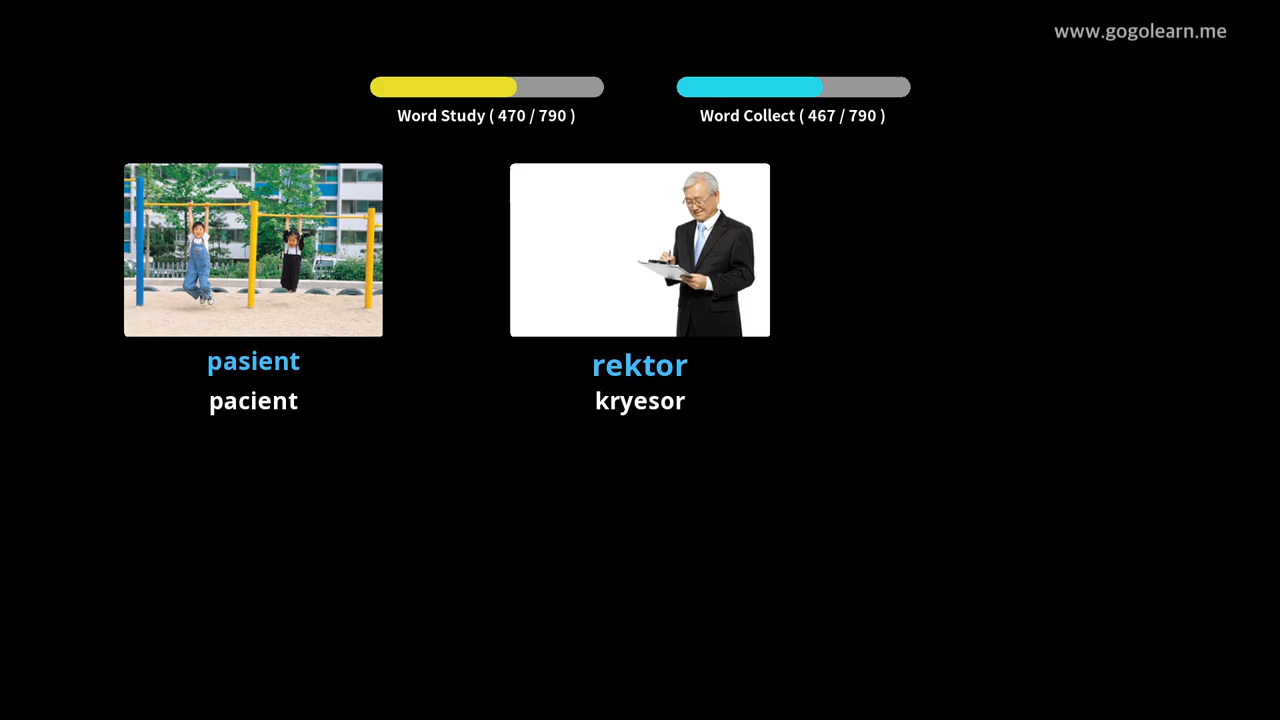 www.gogolearn.me
Word Study ( 470 / 790 )
Word Collect ( 467 / 790 )
pasient
pacient
rektor
kryesor